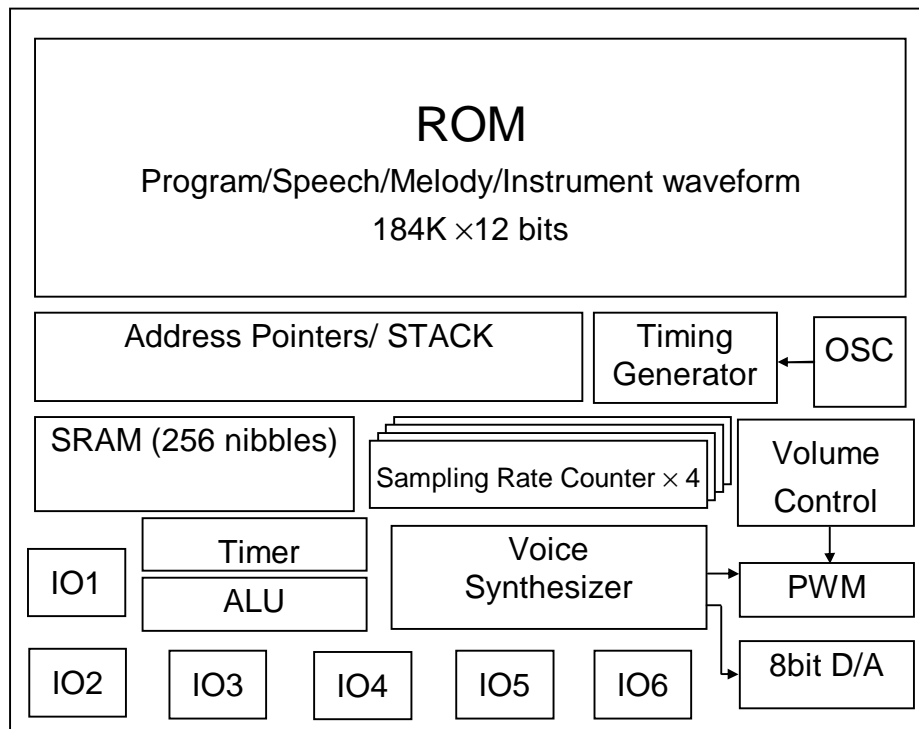 ROM
Program/Speech/Melody/Instrument waveform
184K ×12 bits
Address Pointers/ STACK
Timing
Generator
OSC
SRAM (256 nibbles)
Sampling Rate Counter × 4
Volume
Control
Timer
ALU
Voice
Synthesizer
PWM
8bit D/A
IO1
IO2
IO3
IO4
IO5
IO6